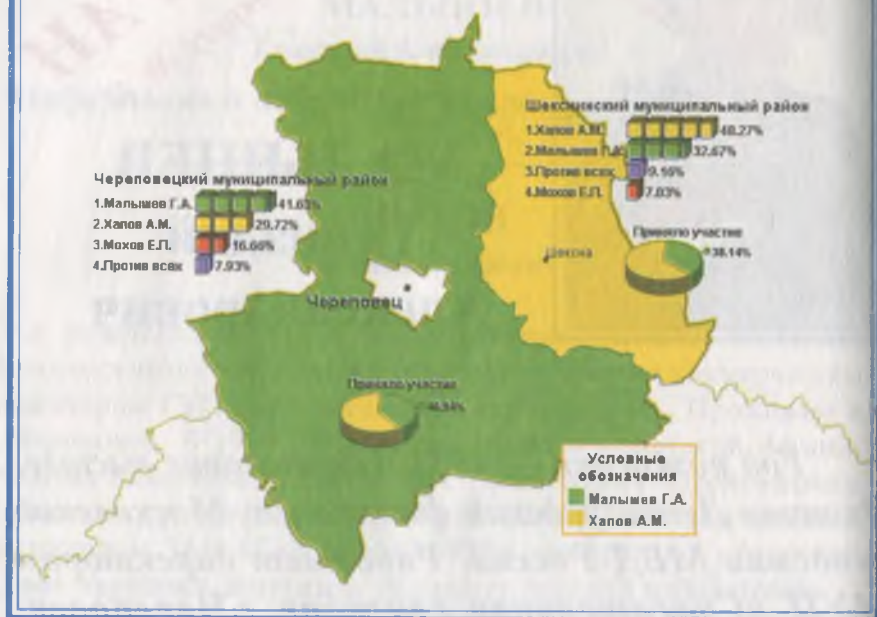 Шекснинский муниципальный район
1.Хапов А.М. 48.27%
2.Малышев Г.А. 32.67%
3.Против всех 9.16%
4.Мохов Е.П. 7.03%
Принято участие
38.14%
Шексна
Череповецкий муниципальный район
1.Малышев Г.А. 41.63%
2.Хапов А.М. 29.72%
3.Мохов Е.П. 16.66%
4.Против всех 7.93%
Череповец
Приняло участие
Условные
обозначения
Малышев Г.А.
Хапов А.М.